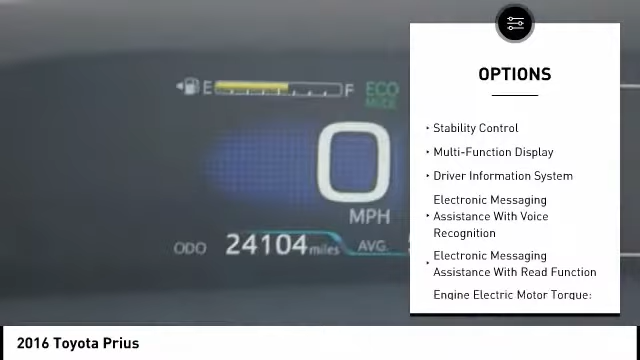 E
F
ECO
MODE
0
MPH
ODO 24104 miles AVG.
OPTIONS
Stability Control
Multi-Function Display
Driver Information System
Electronic Messaging
Assistance With Voice
Recognition
Electronic Messaging
Assistance With Read Function
Engine Electric Motor Torque:
2016 Toyota Prius